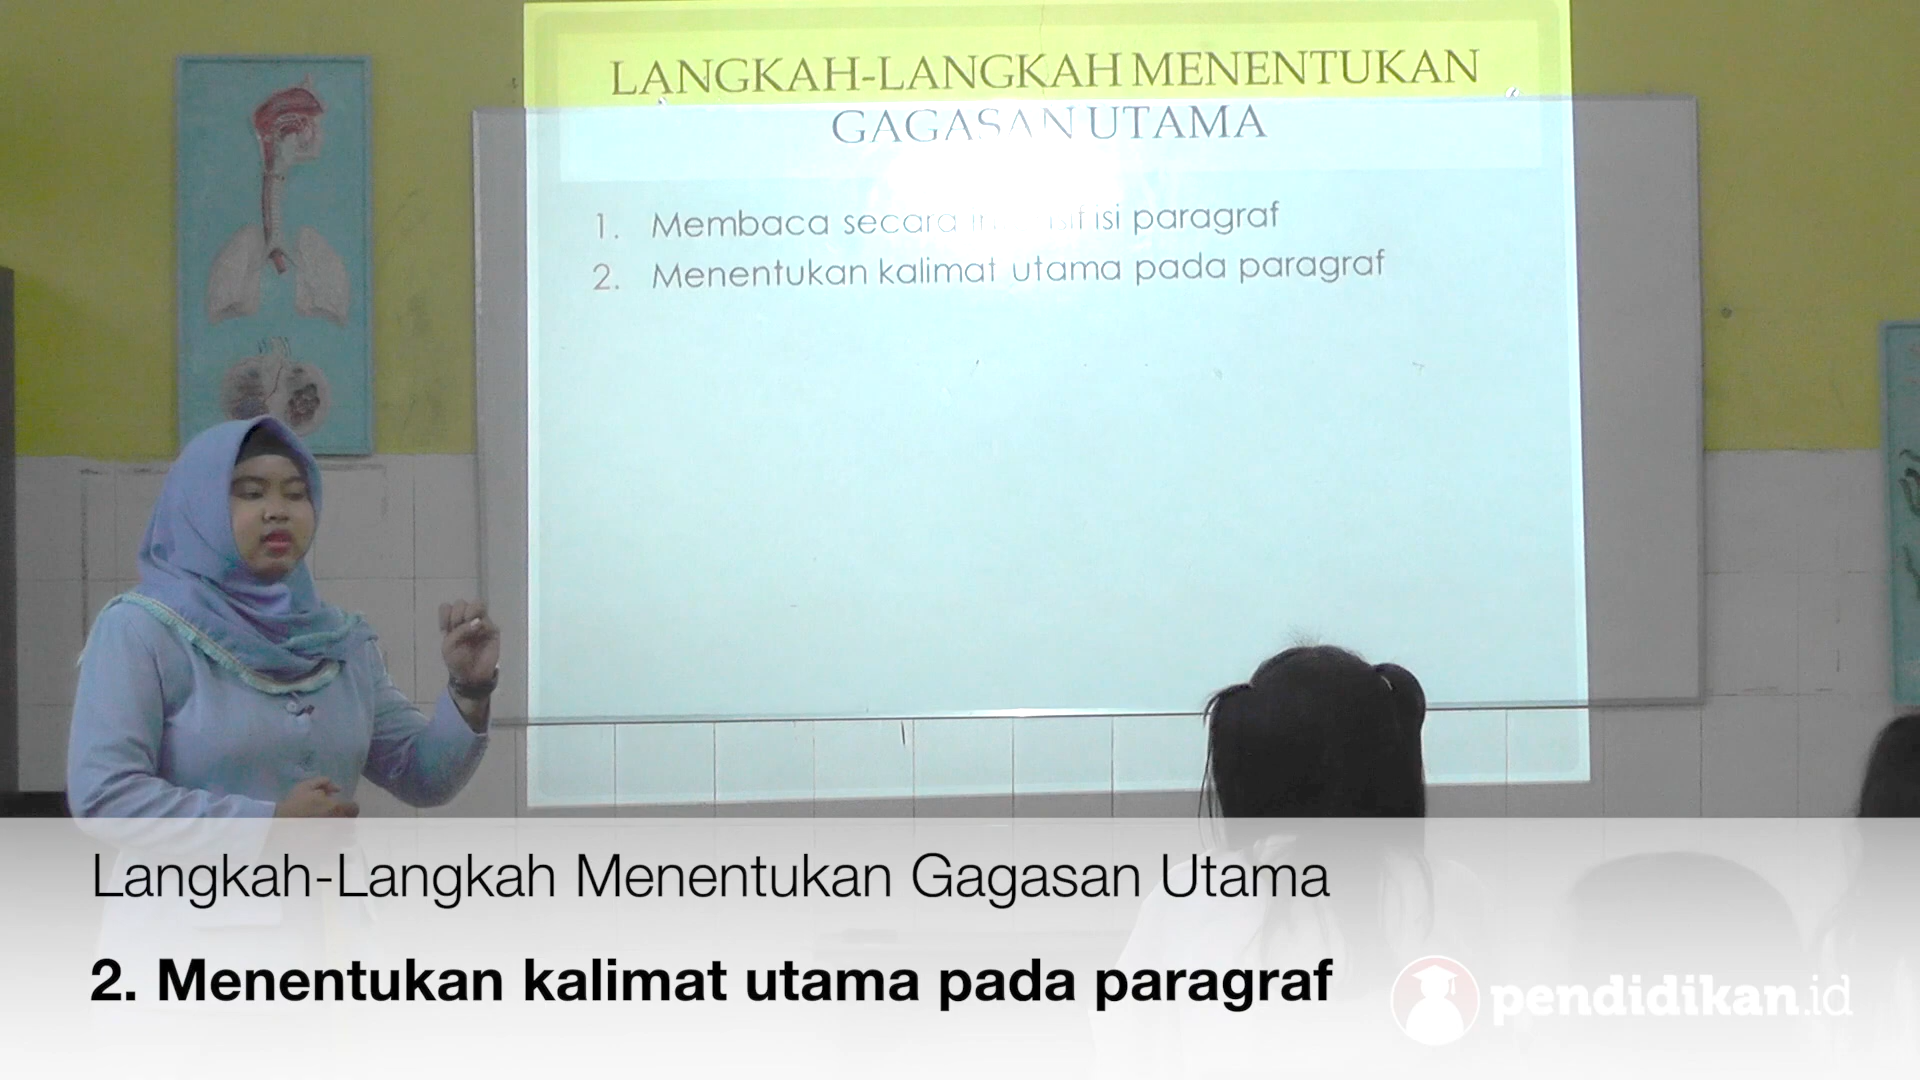 LANGKAH-LANGKAH MENENTUKAN
GAGASAN UTAMA
1. Membaca secara isi paragraf
2. Menentukan kalimat utama pada paragraf
Langkah-Langkah Menentukan Gagasan Utama
2. Menentukan kalimat utama pada paragraf
pendidikan.id